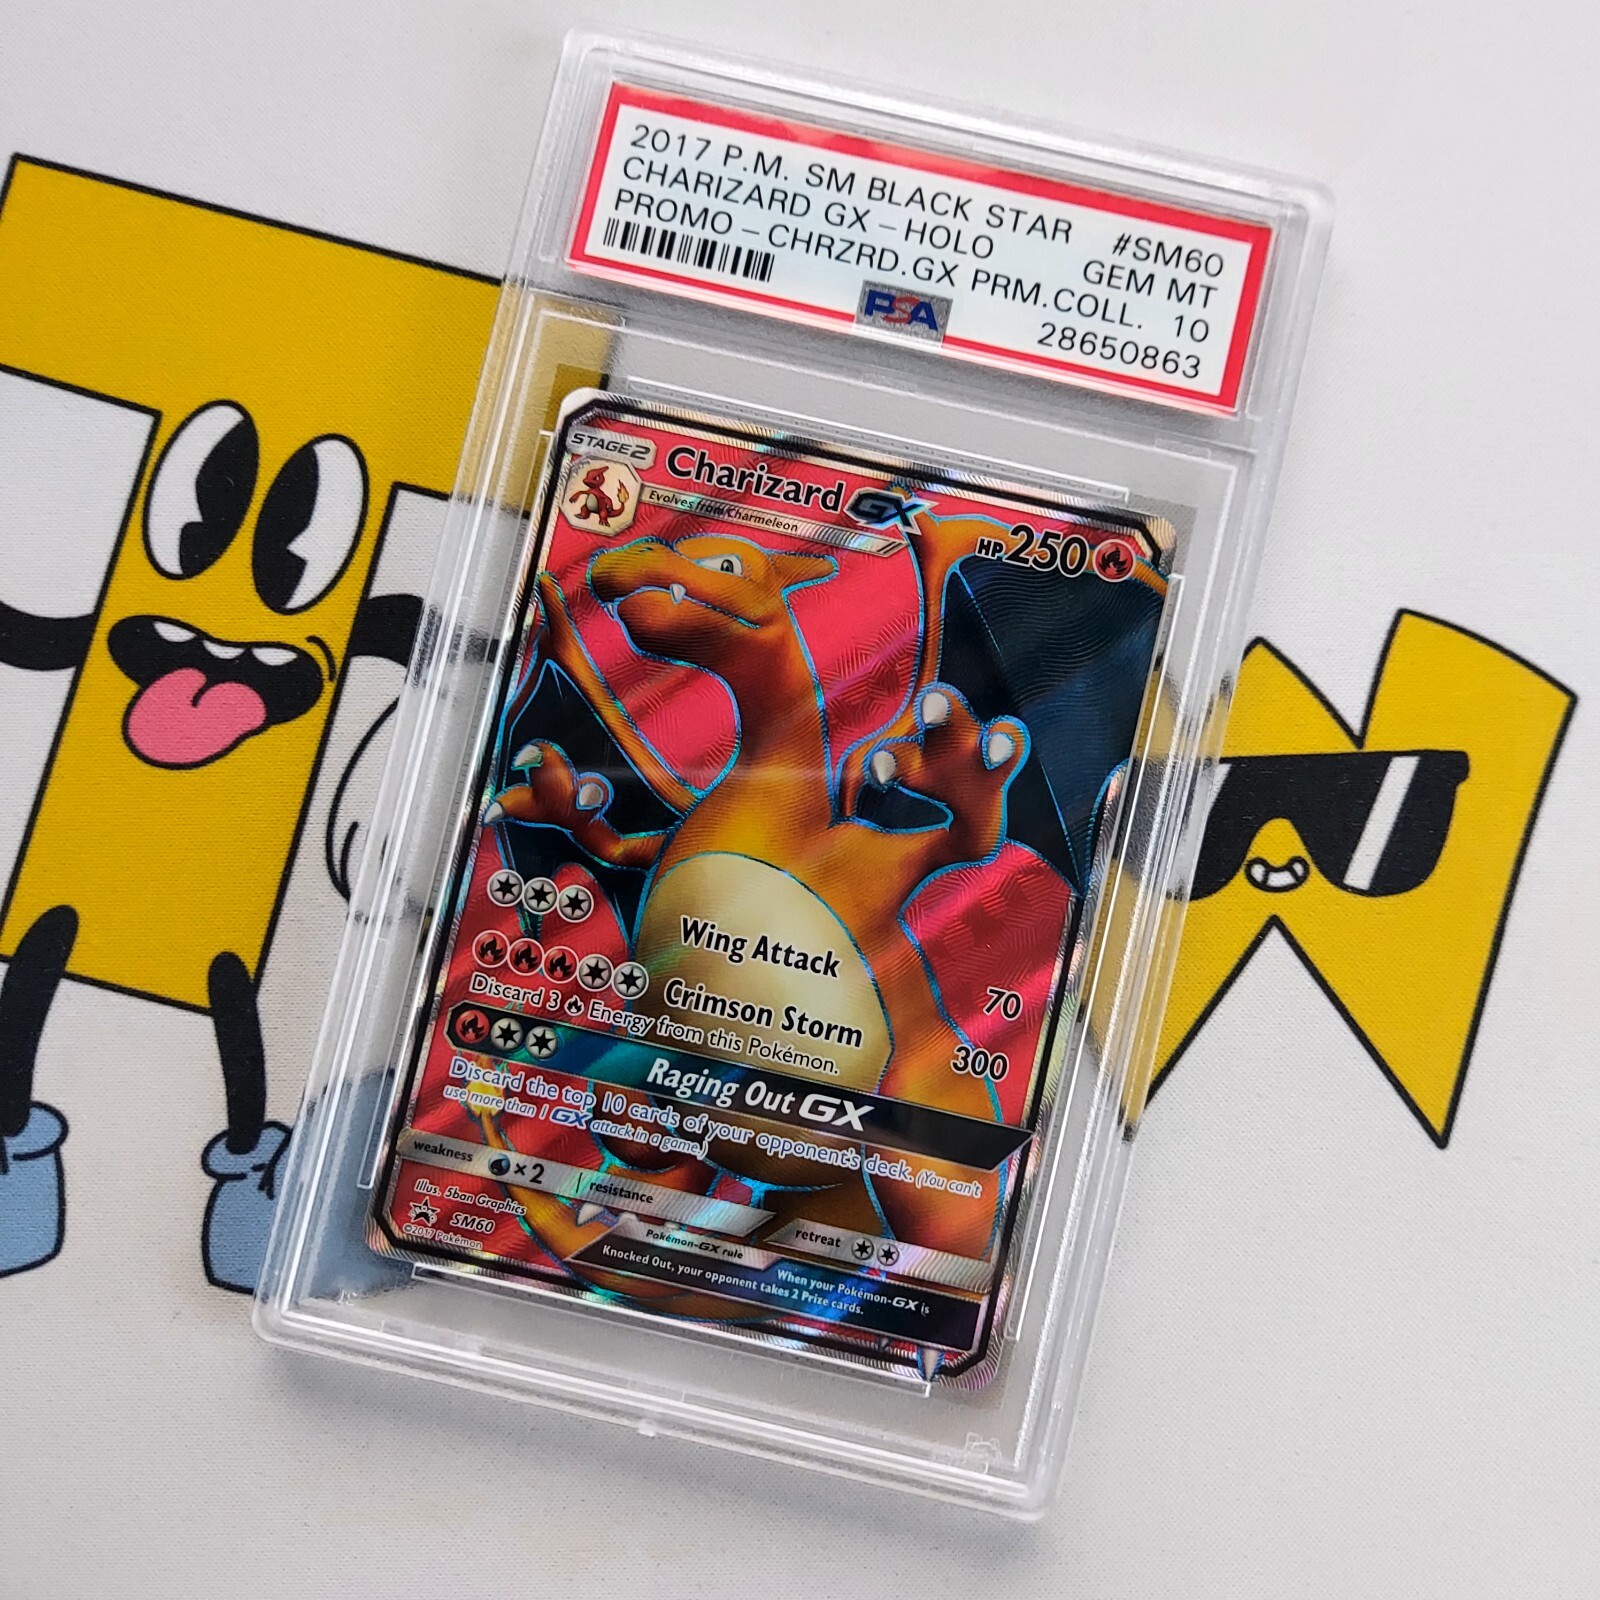 2017 P.M. SM BLACK STAR #SM60
CHARIZARD GX-HOLO GEM MT
PROMO-CHRZRD.GX PRM.COLL. 10
PSA 28650863
STAGE2 Charizard GX HP250
Evolves from Charmeleon
Wing Attack 70
Crimson Storm 300
Discard 3 Energy from this Pokémon.
Raging Out GX
Discard the top 10 cards of your opponent's deck. (You can't
use more than 1 GX attack in a game.)
weakness ×2 resistance retreat
Illus. 5ban Graphics
SM60
©2017 Pokémon
Pokémon-GX rule
When your Pokémon-GX is
Knocked Out, your opponent takes 2 Prize cards.